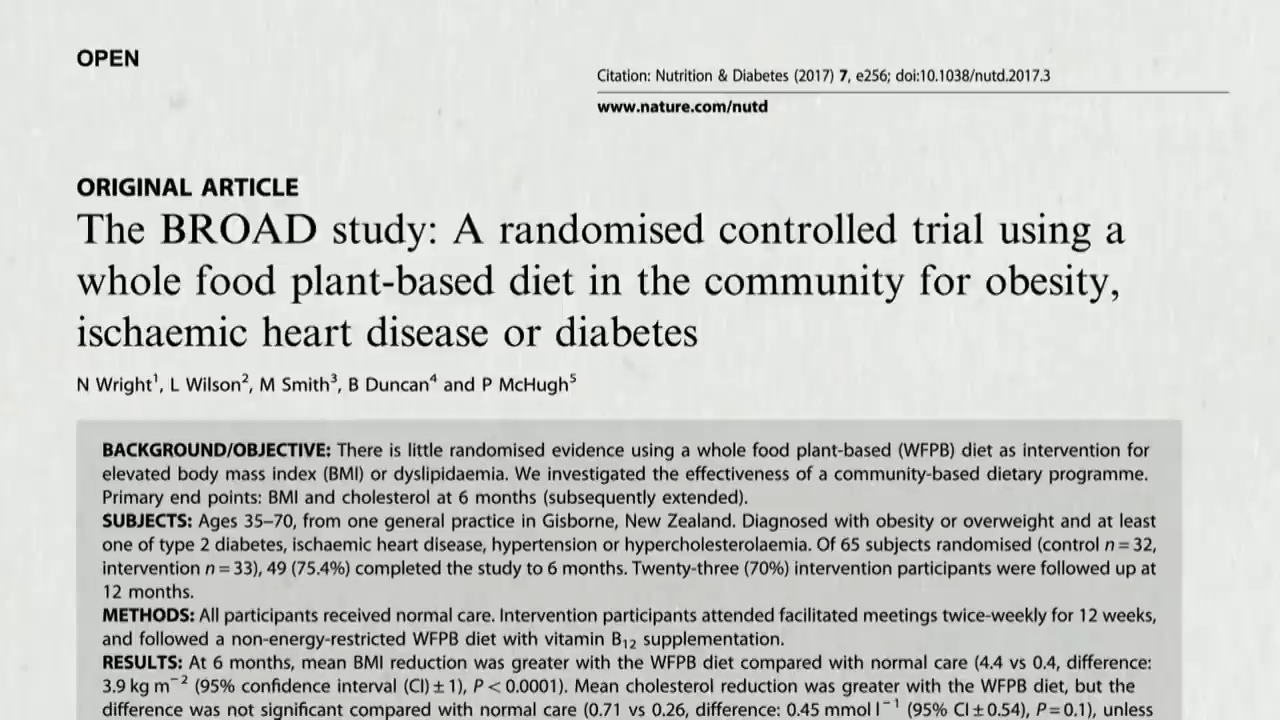 OPEN
Citation: Nutrition & Diabetes (2017) 7, e256; doi:10.1038/nutd.2017.3
www.nature.com/nutd
ORIGINAL ARTICLE
The BROAD study: A randomised controlled trial using a
whole food plant-based diet in the community for obesity,
ischaemic heart disease or diabetes
N Wright¹, L Wilson², M Smith³, B Duncan⁴ and P McHugh⁵
BACKGROUND/OBJECTIVE: There is little randomised evidence using a whole food plant-based (WFPB) diet as intervention for
elevated body mass index (BMI) or dyslipidaemia. We investigated the effectiveness of a community-based dietary programme.
Primary end points: BMI and cholesterol at 6 months (subsequently extended).
SUBJECTS: Ages 35–70, from one general practice in Gisborne, New Zealand. Diagnosed with obesity or overweight and at least
one of type 2 diabetes, ischaemic heart disease, hypertension or hypercholesterolaemia. Of 65 subjects randomised (control n = 32,
intervention n = 33), 49 (75.4%) completed the study to 6 months. Twenty-three (70%) intervention participants were followed up at
12 months.
METHODS: All participants received normal care. Intervention participants attended facilitated meetings twice-weekly for 12 weeks,
and followed a non-energy-restricted WFPB diet with vitamin B₁₂ supplementation.
RESULTS: At 6 months, mean BMI reduction was greater with the WFPB diet compared with normal care (4.4 vs 0.4, difference:
3.9 kg m⁻² (95% confidence interval (CI) ± 1), P < 0.0001). Mean cholesterol reduction was greater with the WFPB diet, but the
difference was not significant compared with normal care (0.71 vs 0.26, difference: 0.45 mmol l⁻¹ (95% CI ± 0.54), P = 0.1), unless